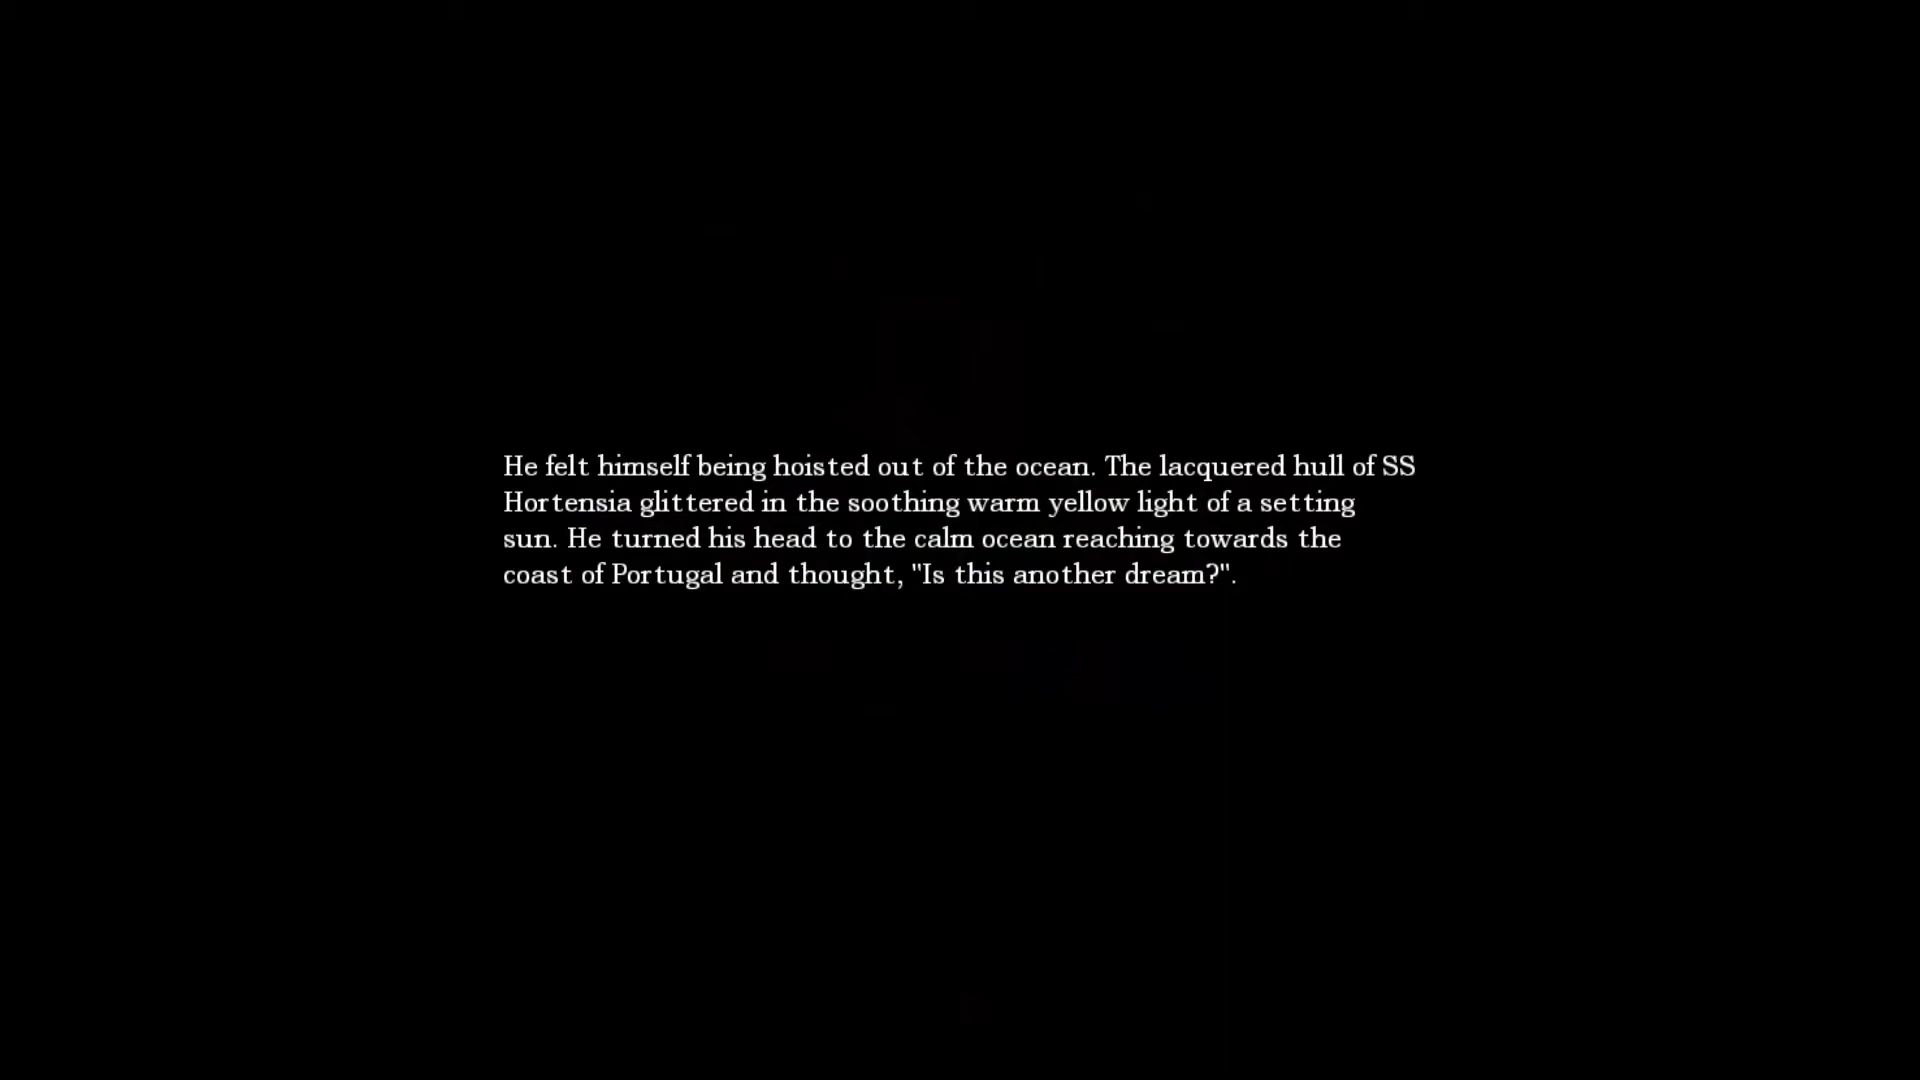 He felt himself being hoisted out of the ocean. The lacquered hull of SS
Hortensia glittered in the soothing warm yellow light of a setting
sun. He turned his head to the calm ocean reaching towards the
coast of Portugal and thought, "Is this another dream?".